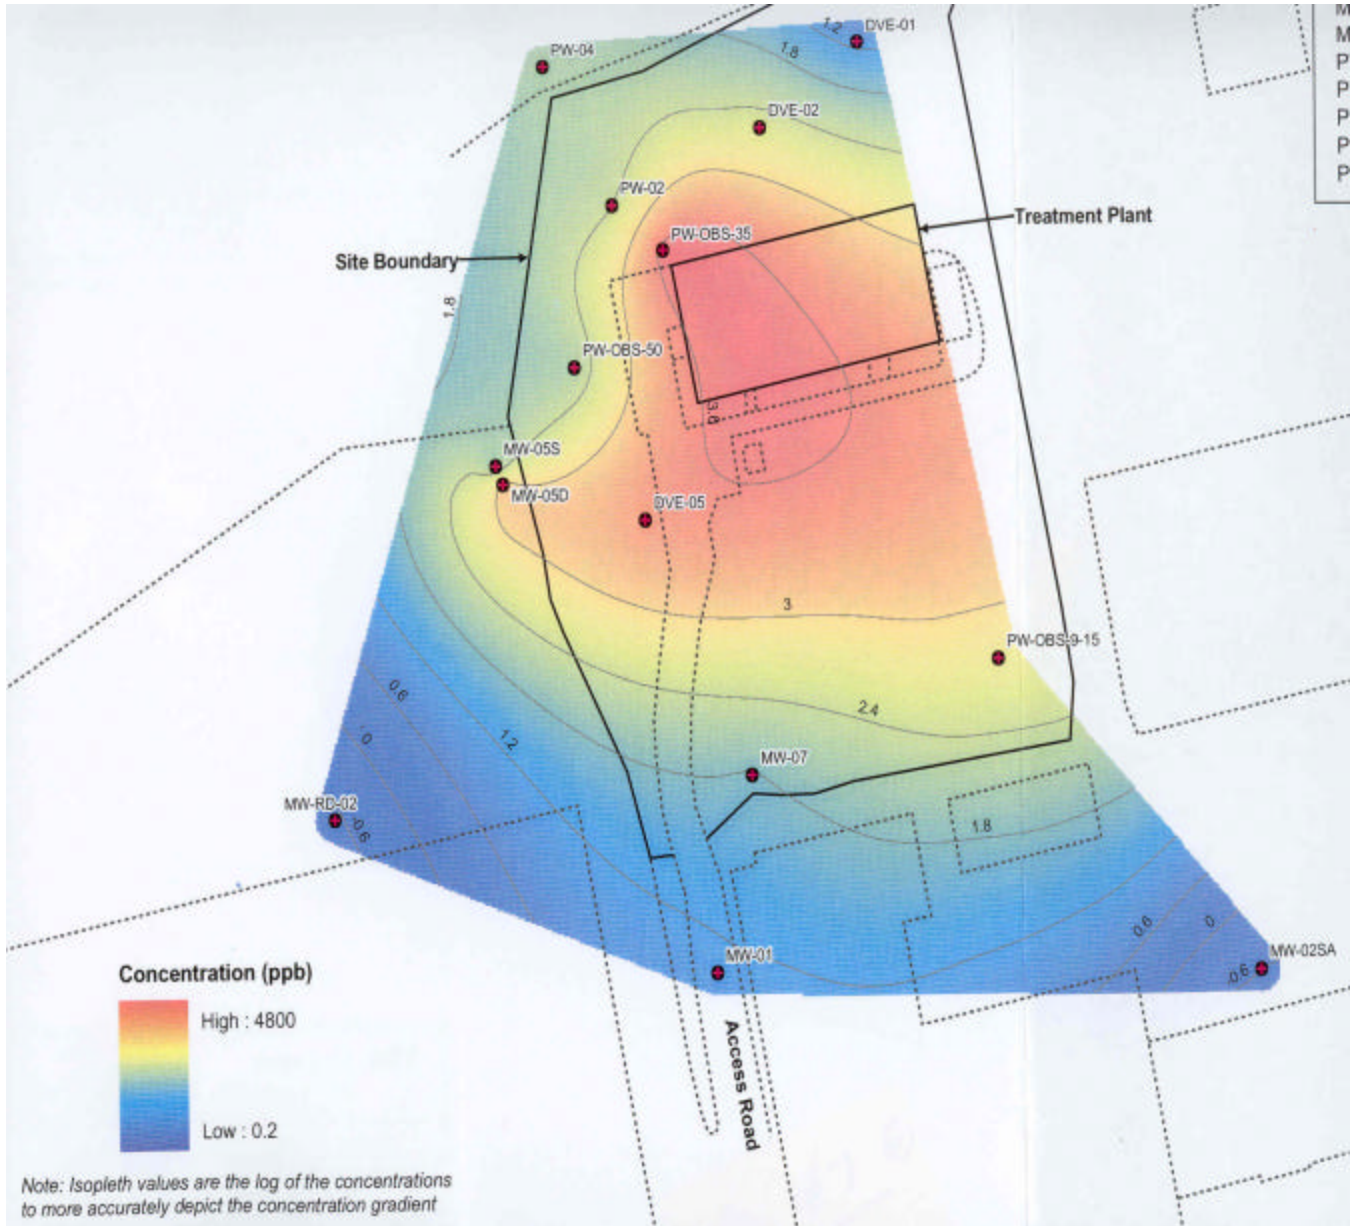 DVE-01
1.2
PW-04
1.8
M
M
P
P
P
P
P
DVE-02
PW-02
Treatment Plant
PW-OBS-35
Site Boundary
1.8
PW-OBS-50
3.6
MW-05S
MW-05D
DVE-05
3
PW-OBS-9-15
0.6
2.4
0
1.2
MW-07
MW-RD-02
-0.6
1.8
0.6
0
MW-01
MW-02SA
-0.6
Concentration (ppb)
High : 4800
Low : 0.2
Access Road
Note: Isopleth values are the log of the concentrations
to more accurately depict the concentration gradient